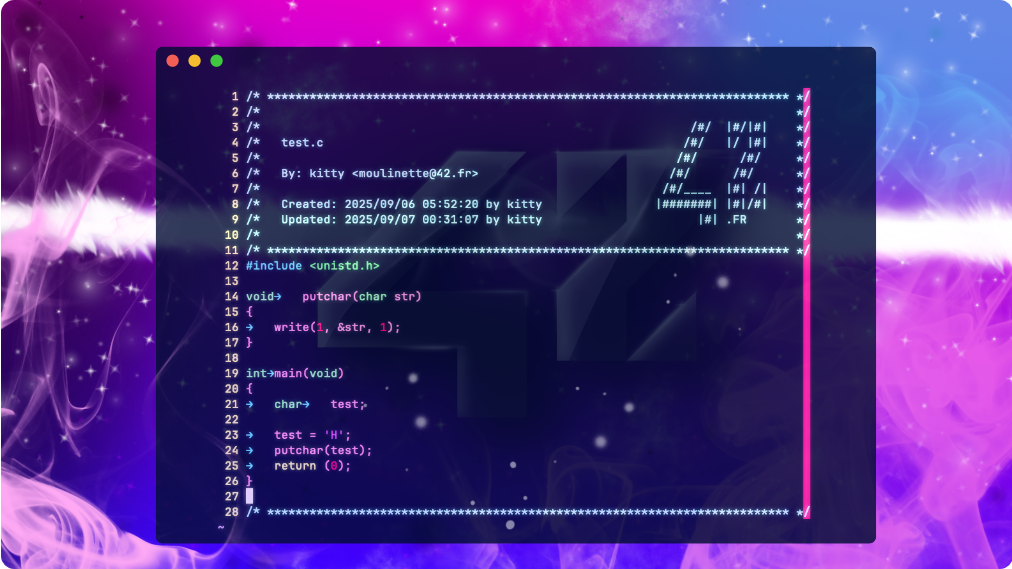 1 /* ************************************************************************** */
2 /*                                                                            */
3 /*                                                             /#/  |#/|#|    */
4 /*   test.c                                                   /#/   |/ |#|    */
5 /*                                                           /#/      /#/     */
6 /*   By: kitty <moulinette@42.fr>                           /#/      /#/      */
7 /*                                                         /#/____  |#| /|    */
8 /*   Created: 2025/09/06 05:52:20 by kitty                |#######| |#|/#|    */
9 /*   Updated: 2025/09/07 00:31:07 by kitty                      |#| .FR       */
10 /*                                                                            */
11 /* ************************************************************************** */
12 #include <unistd.h>
13
14 void→   putchar(char str)
15 {
16 →   write(1, &str, 1);
17 }
18
19 int→main(void)
20 {
21 →   char→   test;
22
23 →   test = 'H';
24 →   putchar(test);
25 →   return (0);
26 }
27
28 /* ************************************************************************** */
~